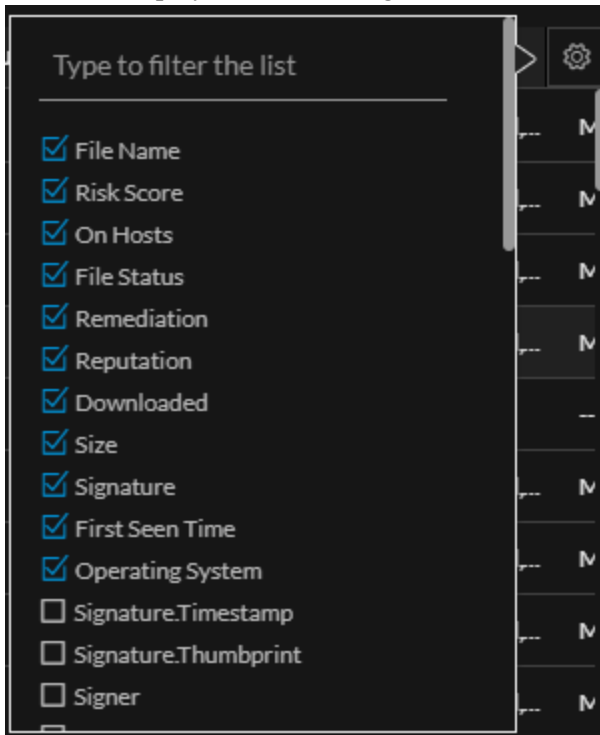 Type to filter the list
File Name
Risk Score
On Hosts
File Status
Remediation
Reputation
Downloaded
Size
Signature
First Seen Time
Operating System
Signature.Timestamp
Signature.Thumbprint
Signer